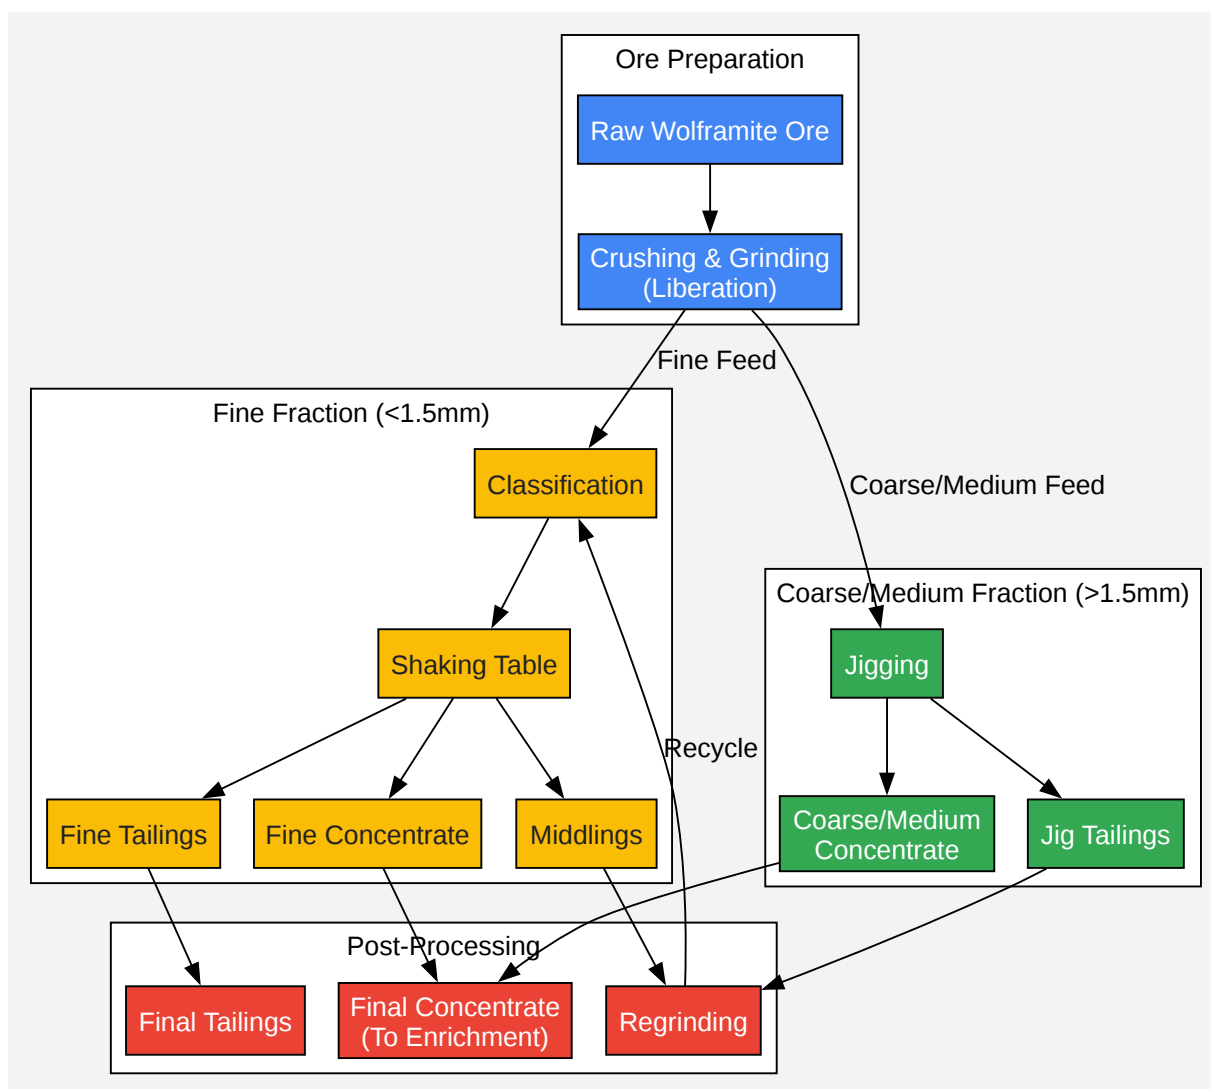 Ore Preparation
Raw Wolframite Ore
Crushing & Grinding
(Liberation)
Fine Feed
Fine Fraction (<1.5mm)
Classification
Coarse/Medium Feed
Coarse/Medium Fraction (>1.5mm)
Shaking Table
Jigging
Recycle
Fine Tailings
Fine Concentrate
Middlings
Coarse/Medium
Concentrate
Jig Tailings
Post-Processing
Final Tailings
Final Concentrate
(To Enrichment)
Regrinding